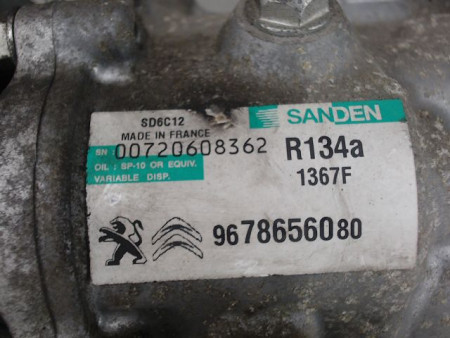 SD6C12
SANDEN
MADE IN FRANCE
SN: 00720608362
R134a
OIL : SP-10 OR EQUIV.
1367F
VARIABLE DISP.
9678656080